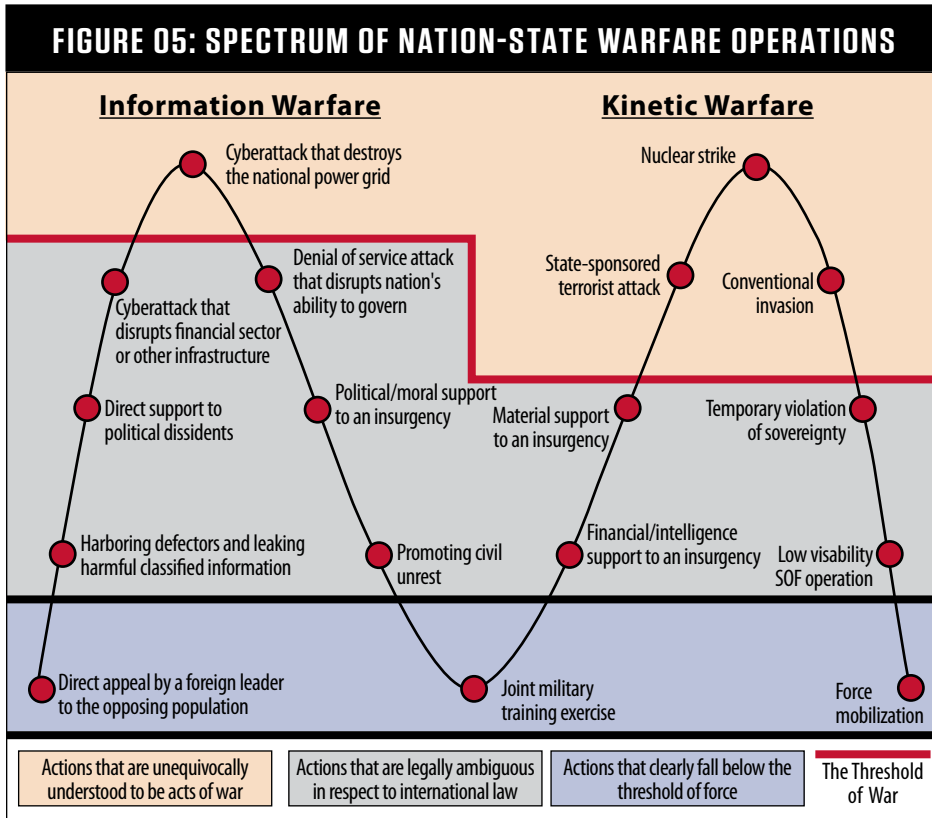 FIGURE 05: SPECTRUM OF NATION-STATE WARFARE OPERATIONS
Information Warfare
Kinetic Warfare
Cyberattack that destroys
the national power grid
Nuclear strike
Denial of service attack
that disrupts nation's
ability to govern
State-sponsored
terrorist attack
Conventional
invasion
Cyberattack that
disrupts financial sector
or other infrastructure
Direct support to
political dissidents
Political/moral support
to an insurgency
Material support
to an insurgency
Temporary violation
of sovereignty
Harboring defectors and leaking
harmful classified information
Promoting civil
unrest
Financial/intelligence
support to an insurgency
Low visability
SOF operation
Direct appeal by a foreign leader
to the opposing population
Joint military
training exercise
Force
mobilization
Actions that are unequivocally
understood to be acts of war
Actions that are legally ambiguous
in respect to international law
Actions that clearly fall below the
threshold of force
The Threshold
of War